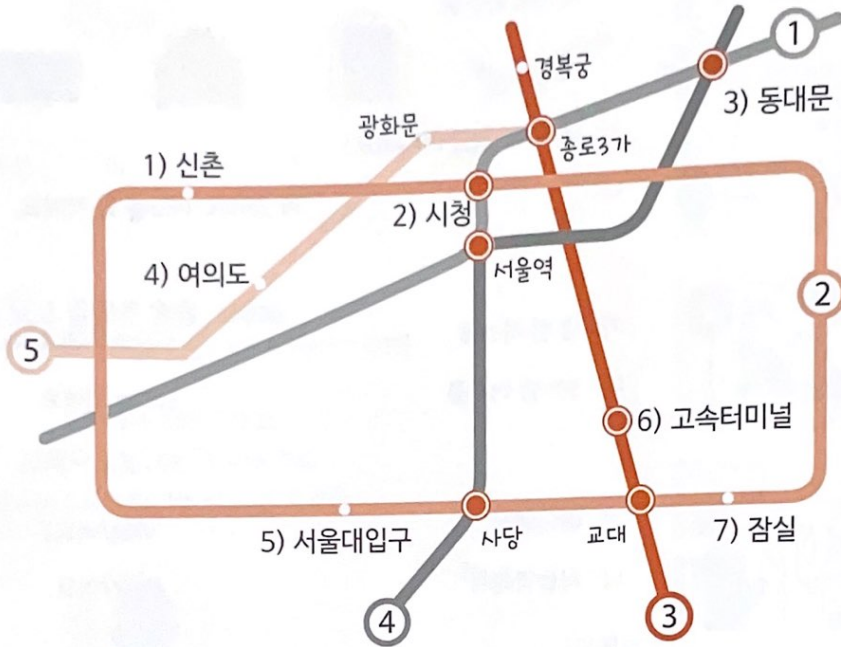 1
경복궁
3) 동대문
광화문
종로3가
1) 신촌
2) 시청
4) 여의도
서울역
2
5
6) 고속터미널
5) 서울대입구
사당
교대
7) 잠실
4
3